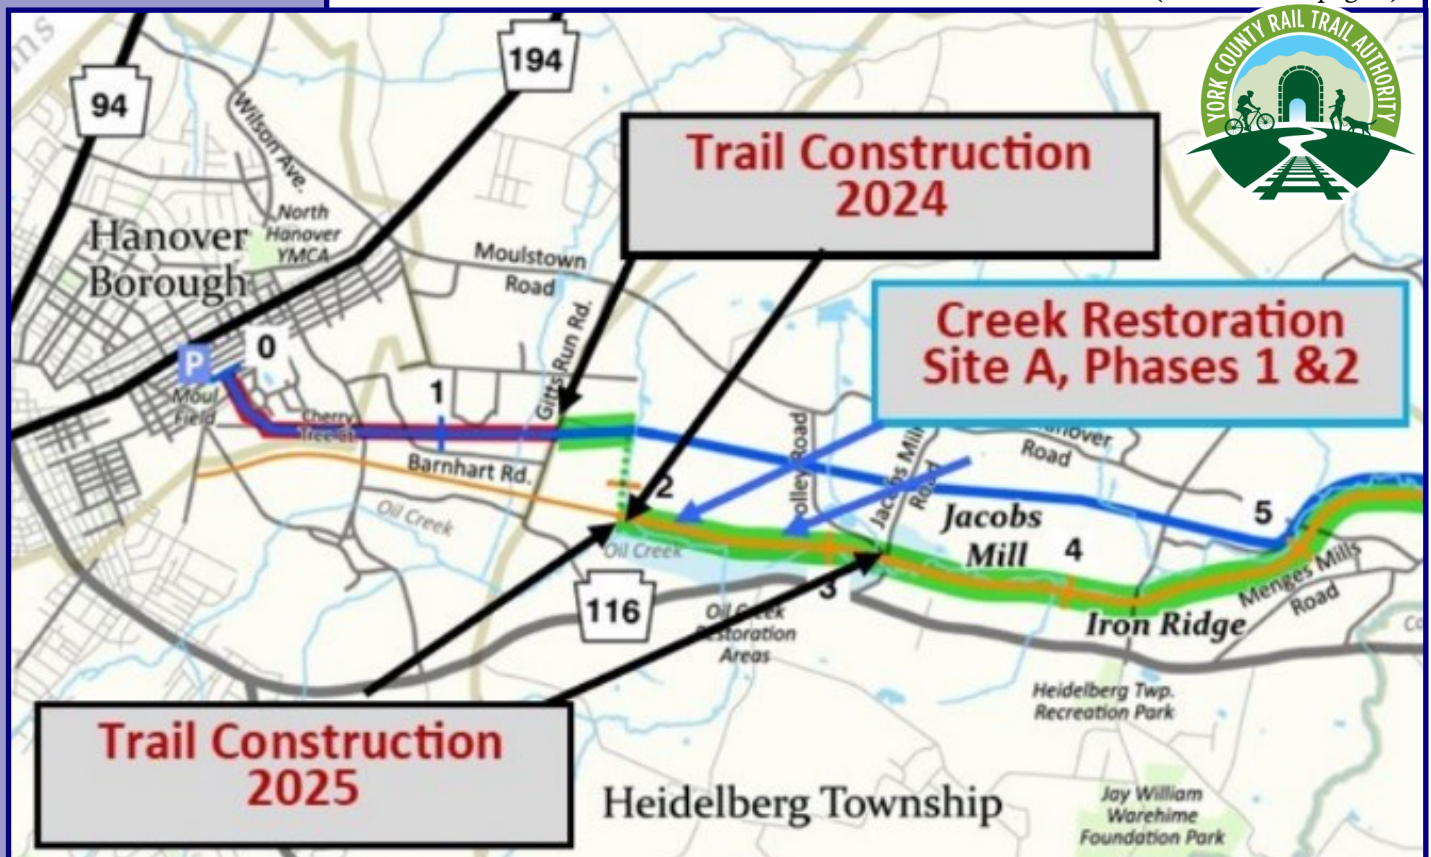 YORK COUNTY RAIL TRAIL AUTHORITY
94
194
Wilson Ave.
North
Hanover
YMCA
Hanover
Borough
Trail Construction
2024
Moulstown
Road
Gitts Run Rd.
Creek Restoration
Site A, Phases 1 &2
P
0
Moul
Field
Cherry
Tree Ct.
1
Barnhart Rd.
Oil Creek
2
Oil Creek
Jacobs Mill
Road
Road
Jacobs
Mill
3
4
5
Menges Mills
Road
Iron Ridge
116
Oil Creek
Restoration
Areas
Heidelberg Twp.
Recreation Park
Trail Construction
2025
Heidelberg Township
Jay William
Warehime
Foundation Park